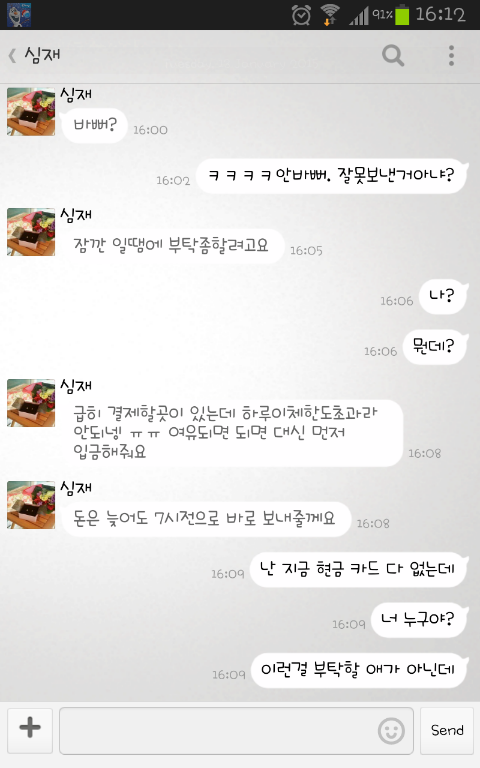 91% 16:12
심재
심재
바뻐?
16:00
16:02
ㅋㅋㅋㅋ안바뻐. 잘못보낸거아냐?
심재
잠깐 일땜에 부탁좀할려고요
16:05
16:06
나?
16:06
뭔데?
심재
급히 결제할곳이 있는데 하루이체한도초과라
안되넹 ㅠㅠ 여유되면 되면 대신 먼저
입금해줘요
16:08
심재
돈은 늦어도 7시전으로 바로 보내줄께요
16:08
16:09
난 지금 현금 카드 다 없는데
16:09
너 누구야?
16:09
이런걸 부탁할 애가 아닌데
Send